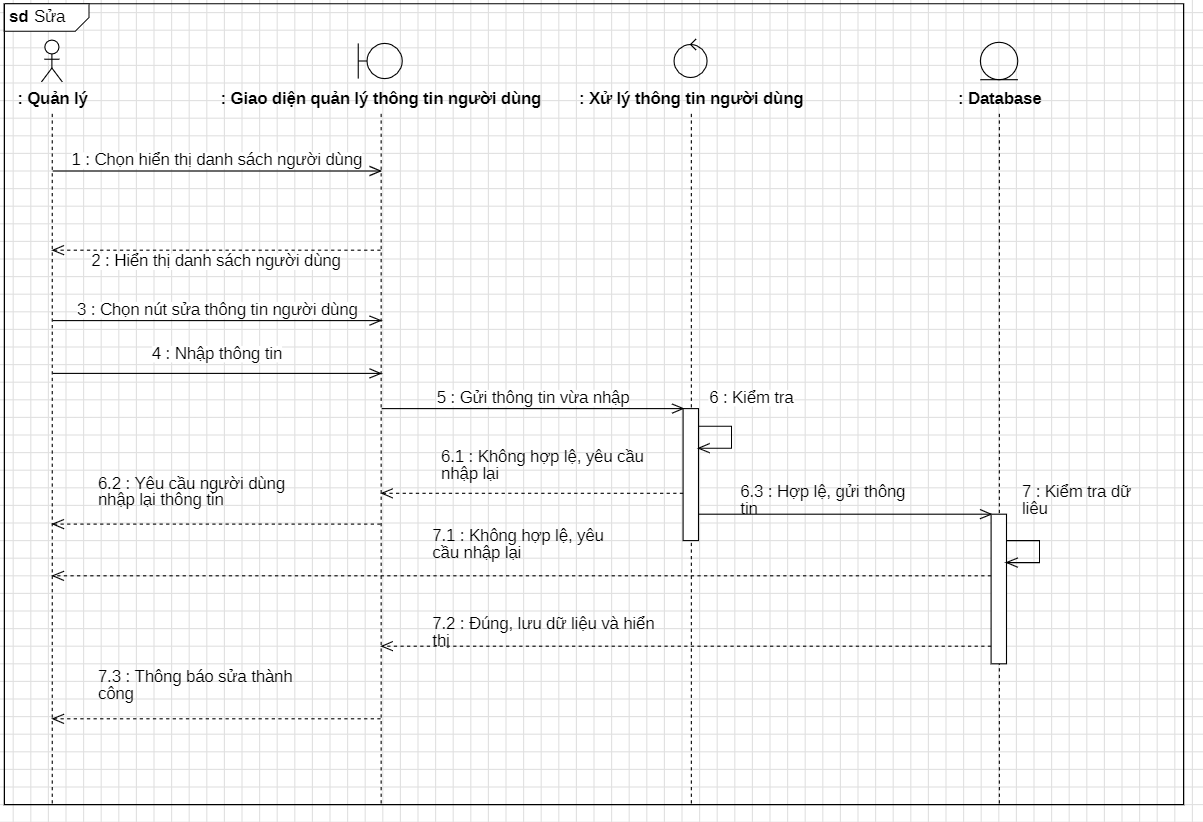 sd Sửa
: Quản lý
: Giao diện quản lý thông tin người dùng
: Xử lý thông tin người dùng
: Database
1 : Chọn hiển thị danh sách người dùng
2 : Hiển thị danh sách người dùng
3 : Chọn nút sửa thông tin người dùng
4 : Nhập thông tin
5 : Gửi thông tin vừa nhập
6 : Kiểm tra
6.1 : Không hợp lệ, yêu cầu
nhập lại
6.2 : Yêu cầu người dùng
nhập lại thông tin
6.3 : Hợp lệ, gửi thông
tin
7 : Kiểm tra dữ
liêu
7.1 : Không hợp lệ, yêu
cầu nhập lại
7.2 : Đúng, lưu dữ liệu và hiển
thị
7.3 : Thông báo sửa thành
công